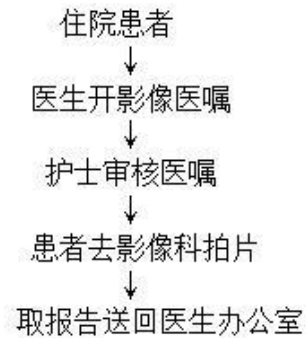 住院患者
医生开影像医嘱
护士审核医嘱
患者去影像科拍片
取报告送回医生办公室